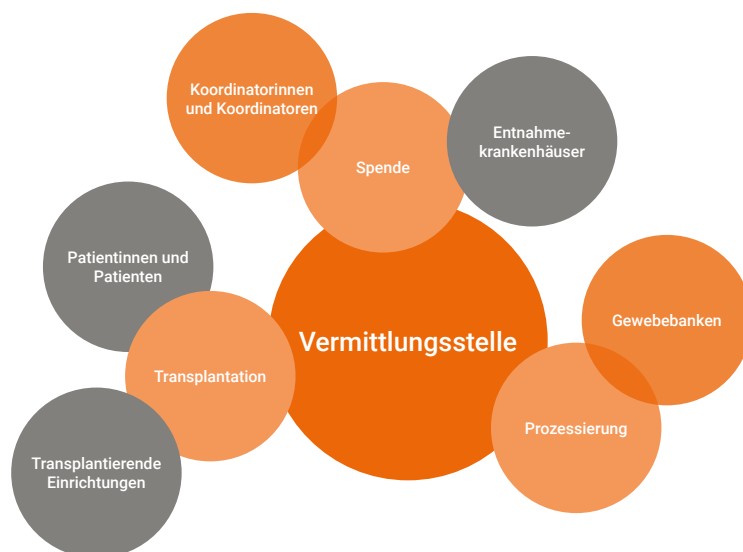 Koordinatorinnen
und Koordinatoren
Entnahme-
krankenhäuser
Spende
Patientinnen und
Patienten
Gewebebanken
Vermittlungsstelle
Transplantation
Prozessierung
Transplantierende
Einrichtungen